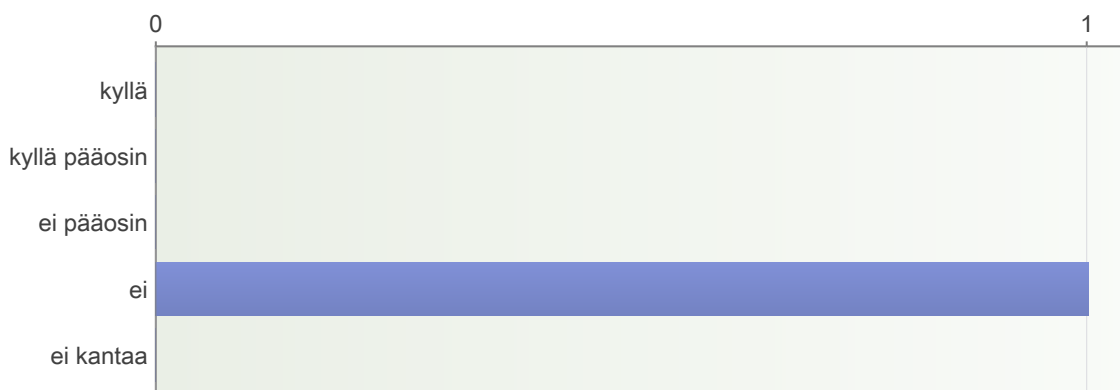 0 1
kyllä
kyllä pääosin
ei pääosin
ei
ei kantaa